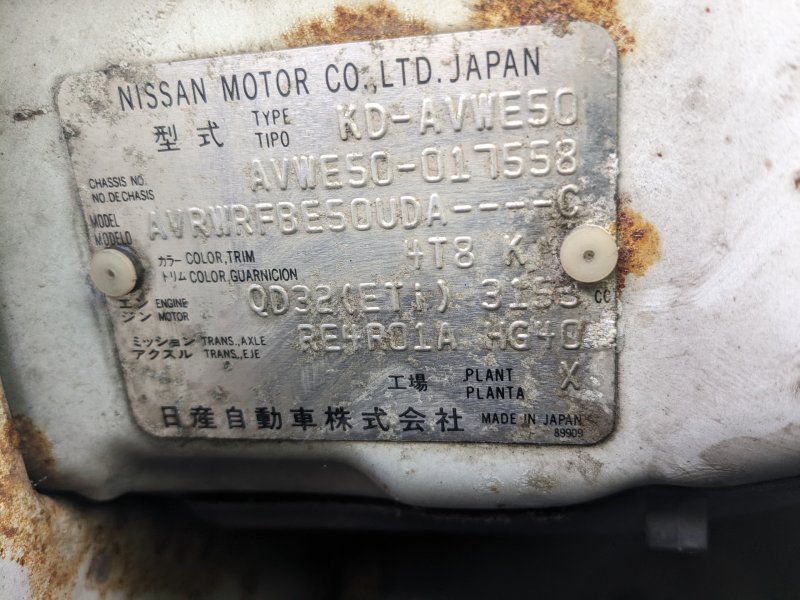 NISSAN MOTOR CO.,LTD. JAPAN
型式 TYPE TIPO KD-AVWE50
CHASSIS NO. NO. DE CHASIS AVWE50-017558
MODEL MODELO AVRWRFBE50UDA----C
カラー COLOR, TRIM トリム COLOR, GUARNICION 4T8
エンジン ENGINE MOTOR QD32(ETi) 3153 CC
ミッション TRANS., AXLE アクスル TRANS., EJE RE4R01A HG40
工場 PLANT PLANTA X
日産自動車株式会社 MADE IN JAPAN
89909